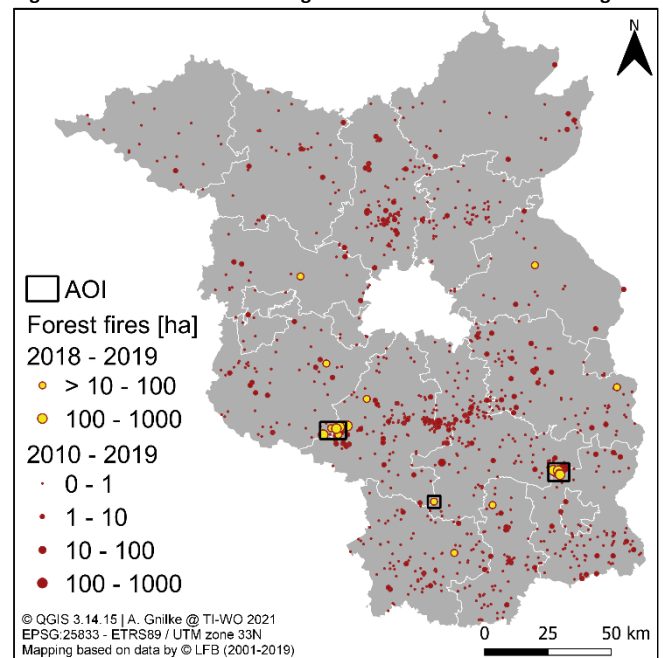 N
AOI
Forest fires [ha]
2018 - 2019
> 10 - 100
100 - 1000
2010 - 2019
0 - 1
1 - 10
10 - 100
100 - 1000
© QGIS 3.14.15 | A. Gnilke @ TI-WO 2021
EPSG:25833 - ETRS89 / UTM zone 33N
Mapping based on data by © LFB (2001-2019)
0 25 50 km